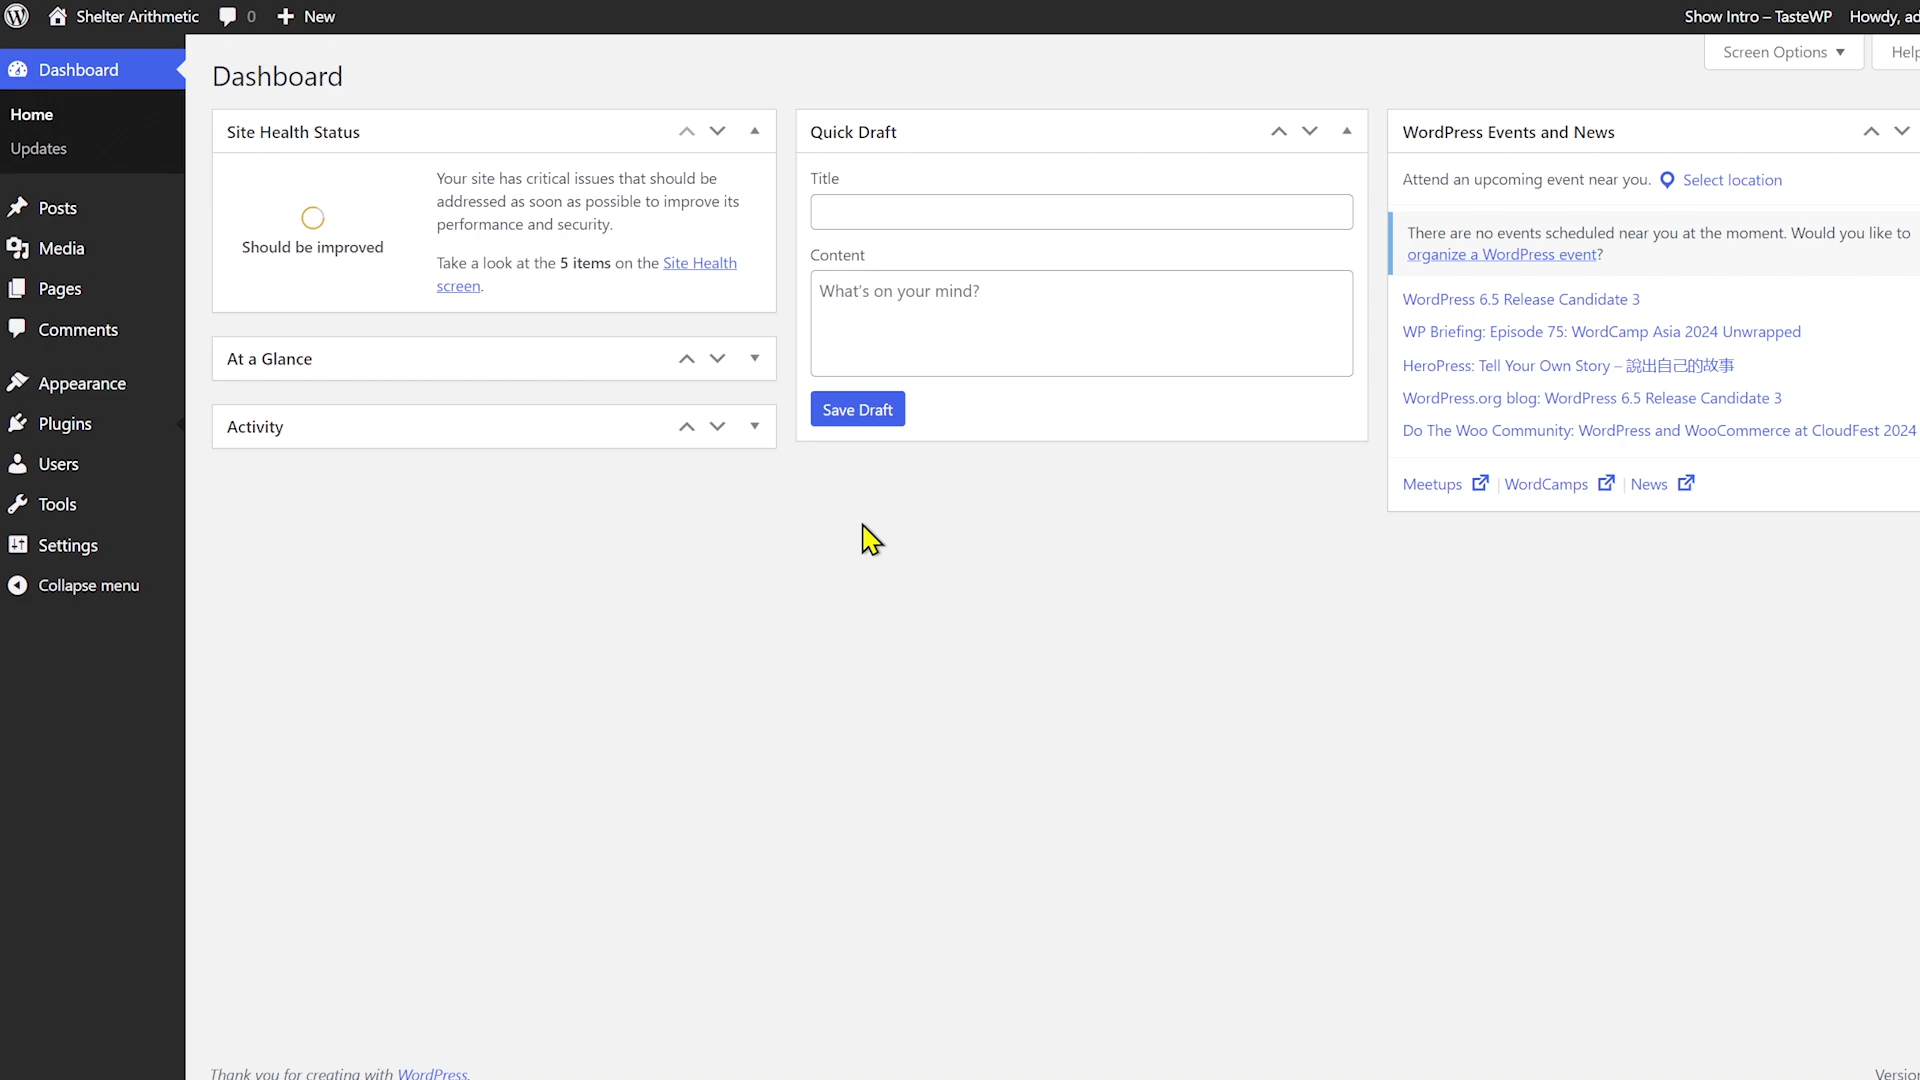 Shelter Arithmetic 0 New Show Intro – TasteWP Howdy, ad
Dashboard
Home
Updates
Posts
Media
Pages
Comments
Appearance
Plugins
Users
Tools
Settings
Collapse menu
Screen Options Help
Dashboard
Site Health Status
Should be improved
Your site has critical issues that should be
addressed as soon as possible to improve its
performance and security.
Take a look at the 5 items on the Site Health
screen.
At a Glance
Activity
Quick Draft
Title
Content
What's on your mind?
Save Draft
WordPress Events and News
Attend an upcoming event near you. Select location
There are no events scheduled near you at the moment. Would you like to
organize a WordPress event?
WordPress 6.5 Release Candidate 3
WP Briefing: Episode 75: WordCamp Asia 2024 Unwrapped
HeroPress: Tell Your Own Story – 說出自己的故事
WordPress.org blog: WordPress 6.5 Release Candidate 3
Do The Woo Community: WordPress and WooCommerce at CloudFest 2024
Meetups | WordCamps | News
Thank you for creating with WordPress. Version